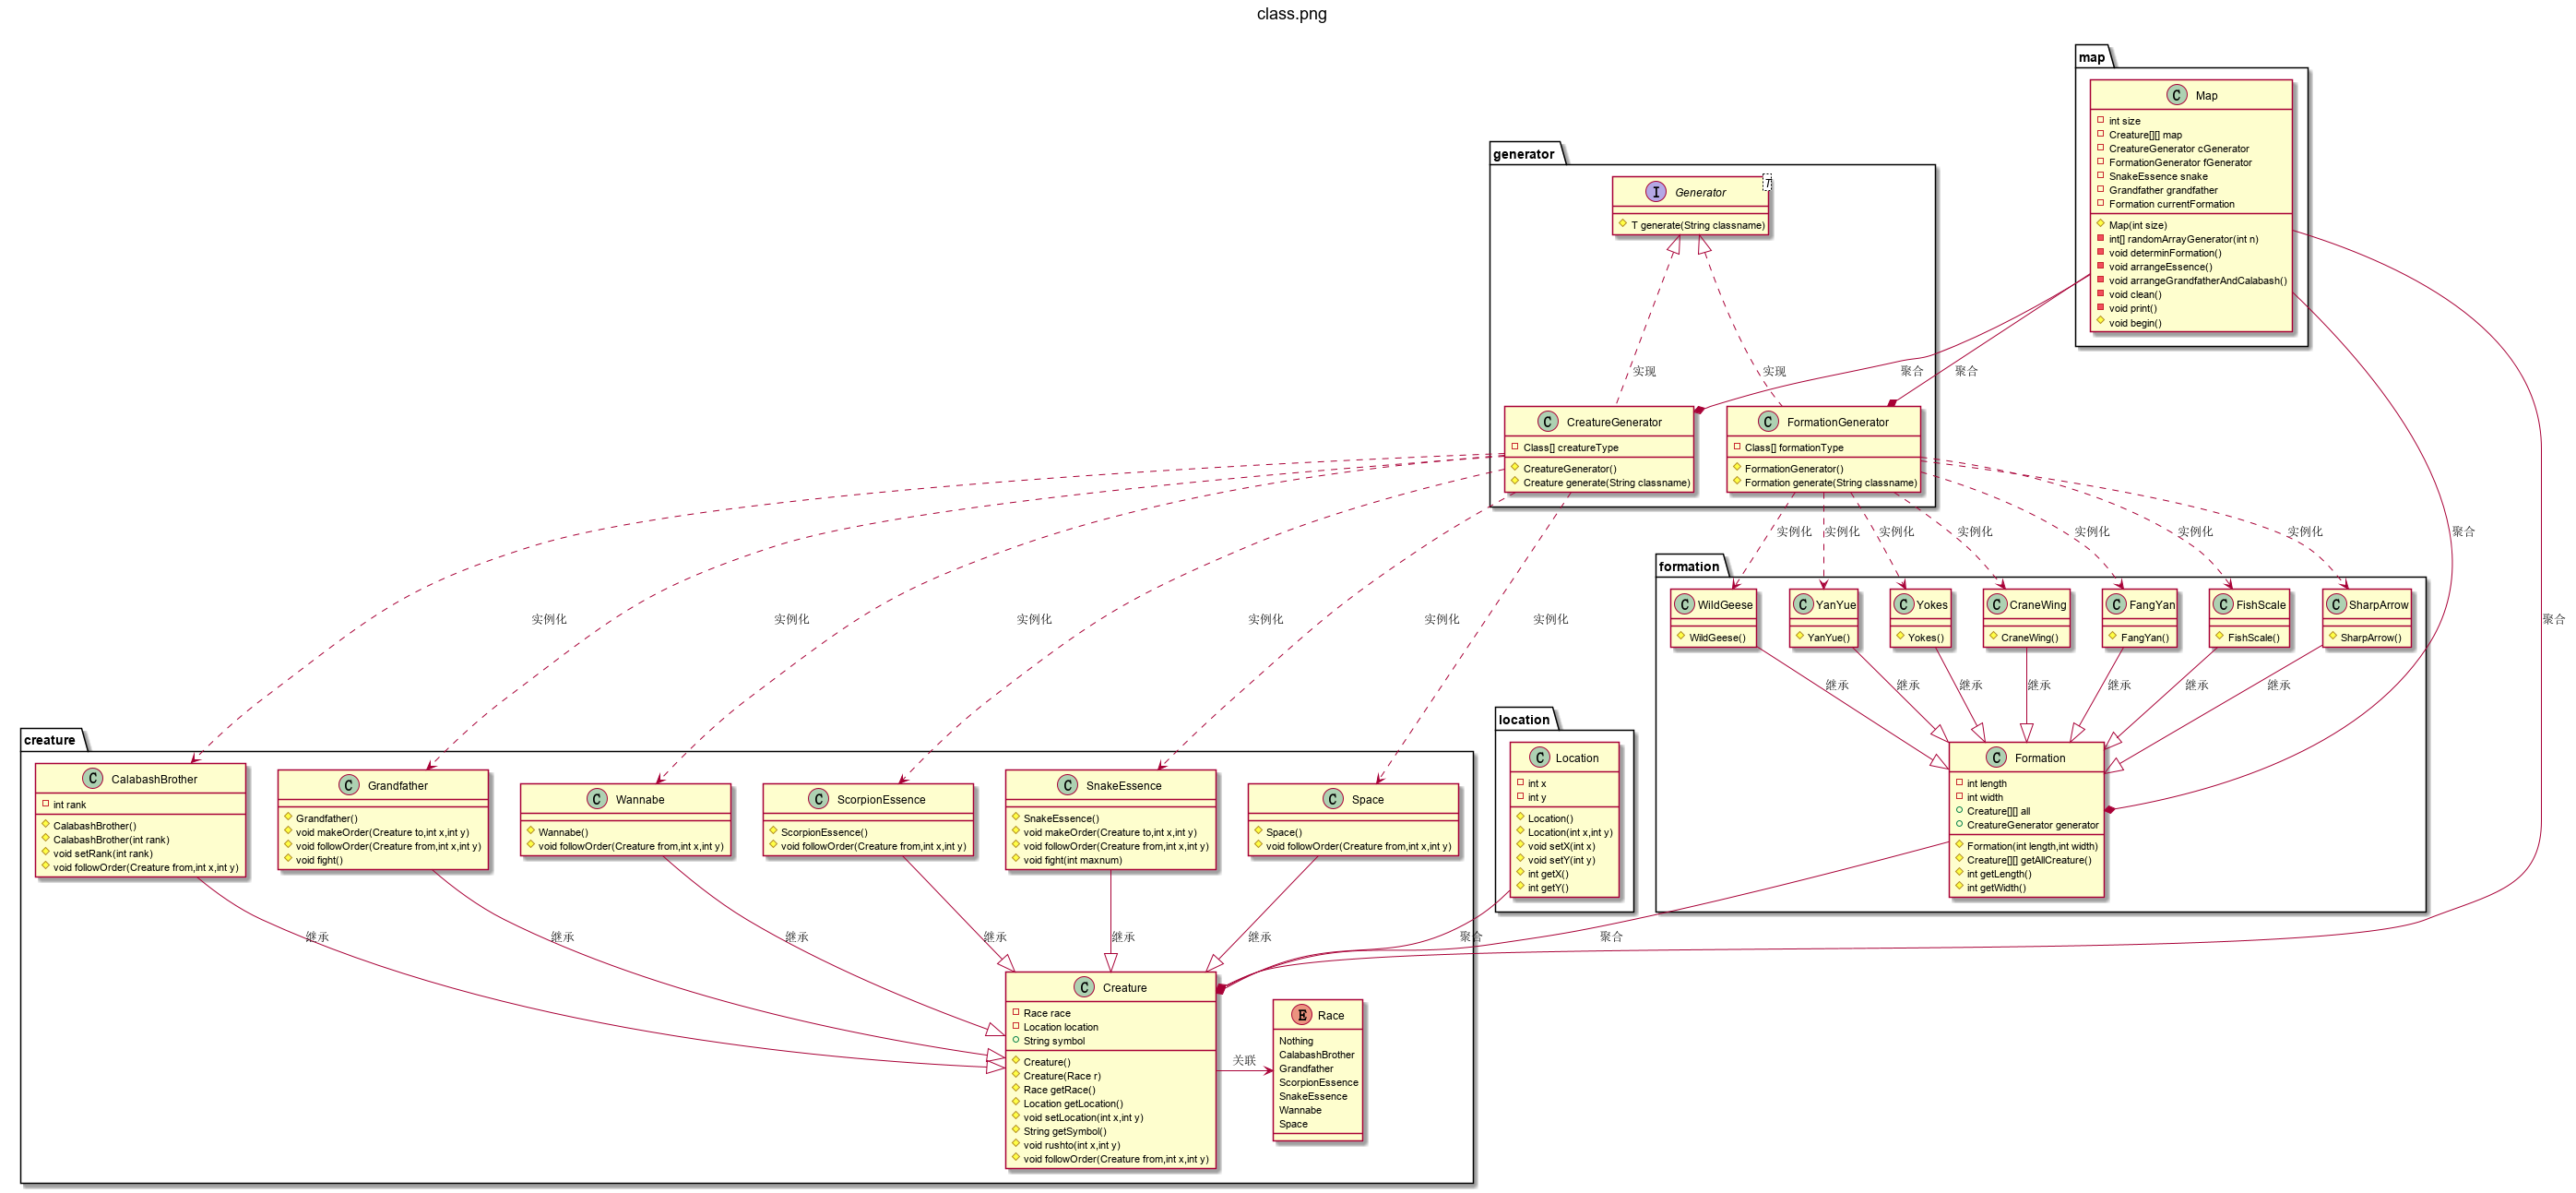 class.png
map
Map
int size
Creature[][] map
CreatureGenerator cGenerator
FormationGenerator fGenerator
SnakeEssence snake
Grandfather grandfather
Formation currentFormation
Map(int size)
int[] randomArrayGenerator(int n)
void determinFormation()
void arrangeEssence()
void arrangeGrandfatherAndCalabash()
void clean()
void print()
void begin()
generator
Generator
T
T generate(String classname)
实现
实现
聚合
聚合
CreatureGenerator
Class[] creatureType
CreatureGenerator()
Creature generate(String classname)
FormationGenerator
Class[] formationType
FormationGenerator()
Formation generate(String classname)
实例化
实例化
实例化
实例化
实例化
实例化
实例化
聚合
formation
WildGeese
WildGeese()
YanYue
YanYue()
Yokes
Yokes()
CraneWing
CraneWing()
FangYan
FangYan()
FishScale
FishScale()
SharpArrow
SharpArrow()
实例化
实例化
实例化
实例化
实例化
实例化
聚合
继承
继承
继承
继承
继承
继承
继承
location
Location
int x
int y
Location()
Location(int x,int y)
void setX(int x)
void setY(int y)
int getX()
int getY()
Formation
int length
int width
Creature[][] all
CreatureGenerator generator
Formation(int length,int width)
Creature[][] getAllCreature()
int getLength()
int getWidth()
creature
CalabashBrother
int rank
CalabashBrother()
CalabashBrother(int rank)
void setRank(int rank)
void followOrder(Creature from,int x,int y)
Grandfather
Grandfather()
void makeOrder(Creature to,int x,int y)
void followOrder(Creature from,int x,int y)
void fight()
Wannabe
Wannabe()
void followOrder(Creature from,int x,int y)
ScorpionEssence
ScorpionEssence()
void followOrder(Creature from,int x,int y)
SnakeEssence
SnakeEssence()
void makeOrder(Creature to,int x,int y)
void followOrder(Creature from,int x,int y)
void fight(int maxnum)
Space
Space()
void followOrder(Creature from,int x,int y)
继承
继承
继承
继承
继承
继承
聚合
聚合
Creature
Race race
Location location
String symbol
Creature()
Creature(Race r)
Race getRace()
Location getLocation()
void setLocation(int x,int y)
String getSymbol()
void rushto(int x,int y)
void followOrder(Creature from,int x,int y)
关联
Race
Nothing
CalabashBrother
Grandfather
ScorpionEssence
SnakeEssence
Wannabe
Space